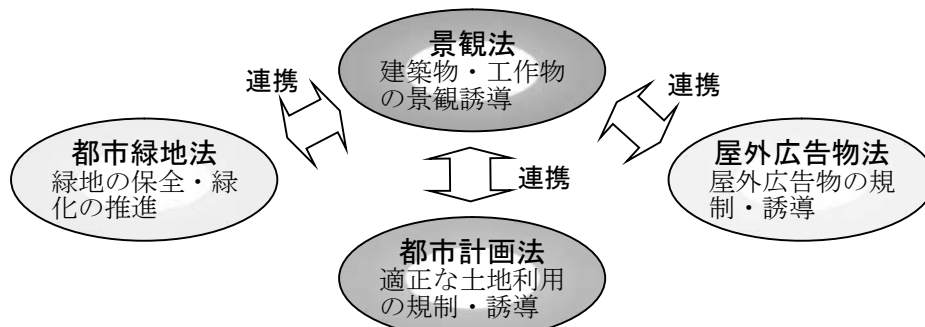 景観法
建築物・工作物
の景観誘導
連携
連携
都市緑地法
緑地の保全・緑
化の推進
連携
屋外広告物法
屋外広告物の規
制・誘導
都市計画法
適正な土地利用
の規制・誘導